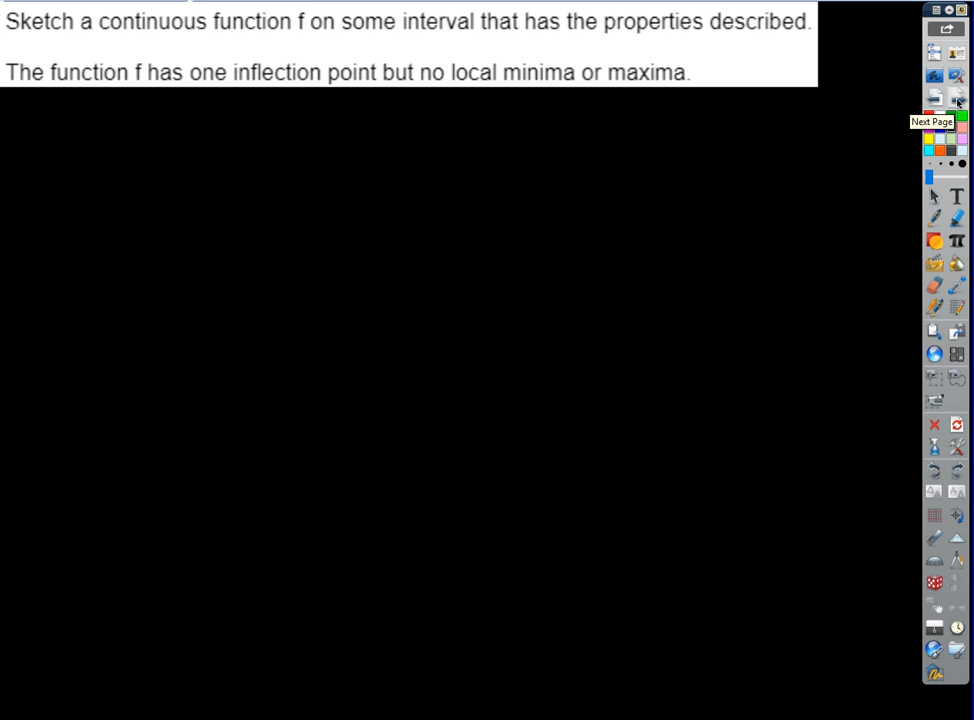 Sketch a continuous function f on some interval that has the properties described.
The function f has one inflection point but no local minima or maxima.
Next Page
T
π